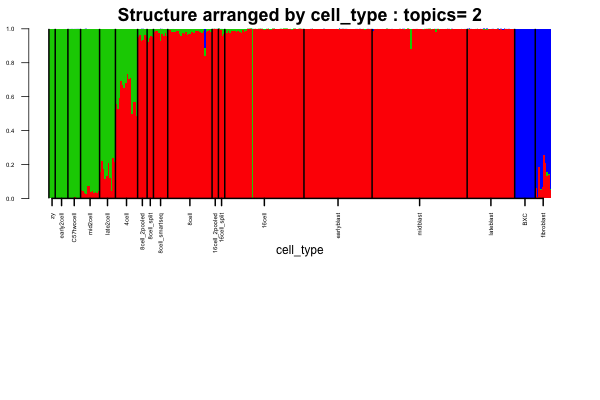 Structure arranged by cell_type : topics= 2
1.0
0.8
0.6
0.4
0.2
0.0
zy
early2cell
C57twocell
mid2cell
late2cell
4cell
8cell_2pooled
8cell_split
8cell_smartseq
8cell
16cell_2pooled
16cell_split
16cell
earlyblast
midblast
lateblast
BXC
fibroblast
cell_type